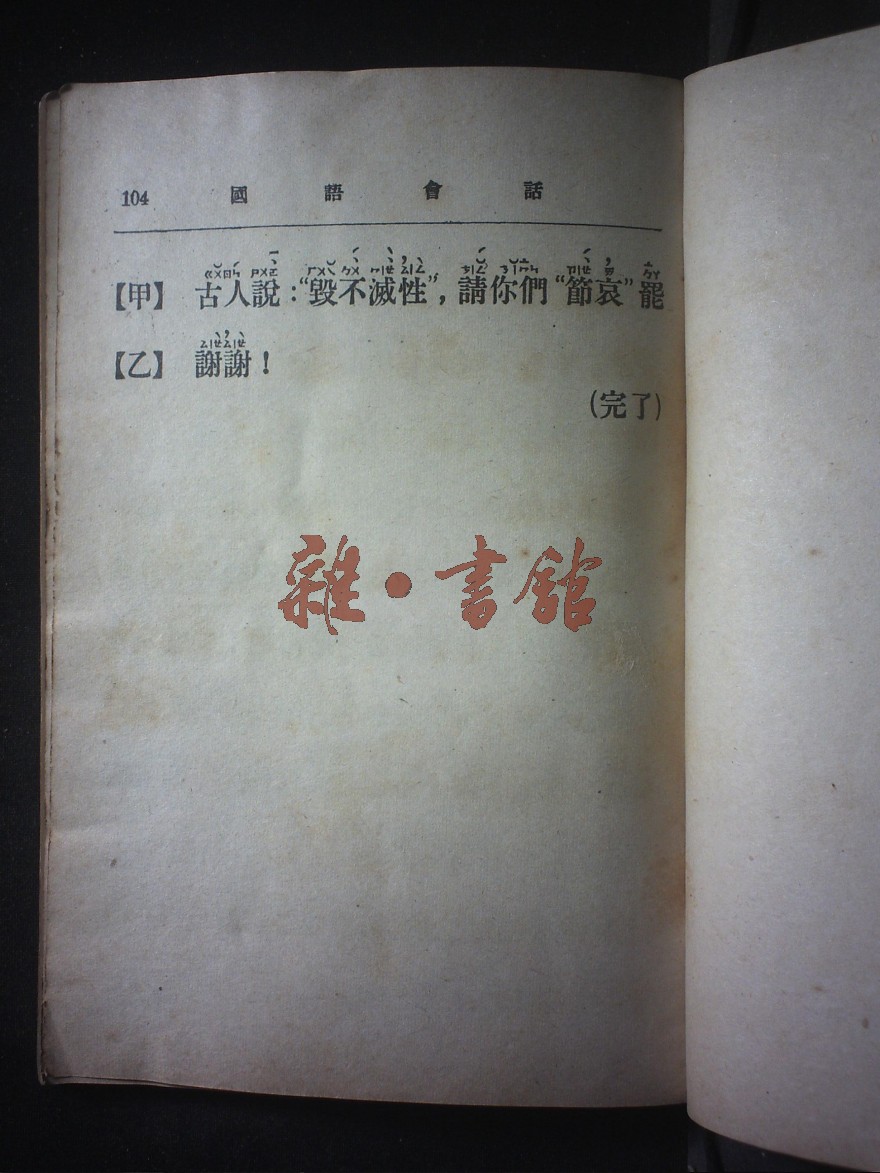 104 國語會話
【甲】 古人說：“毀不滅性”，請你們“節哀”罷
【乙】 謝謝！
(完了)
雜·書館